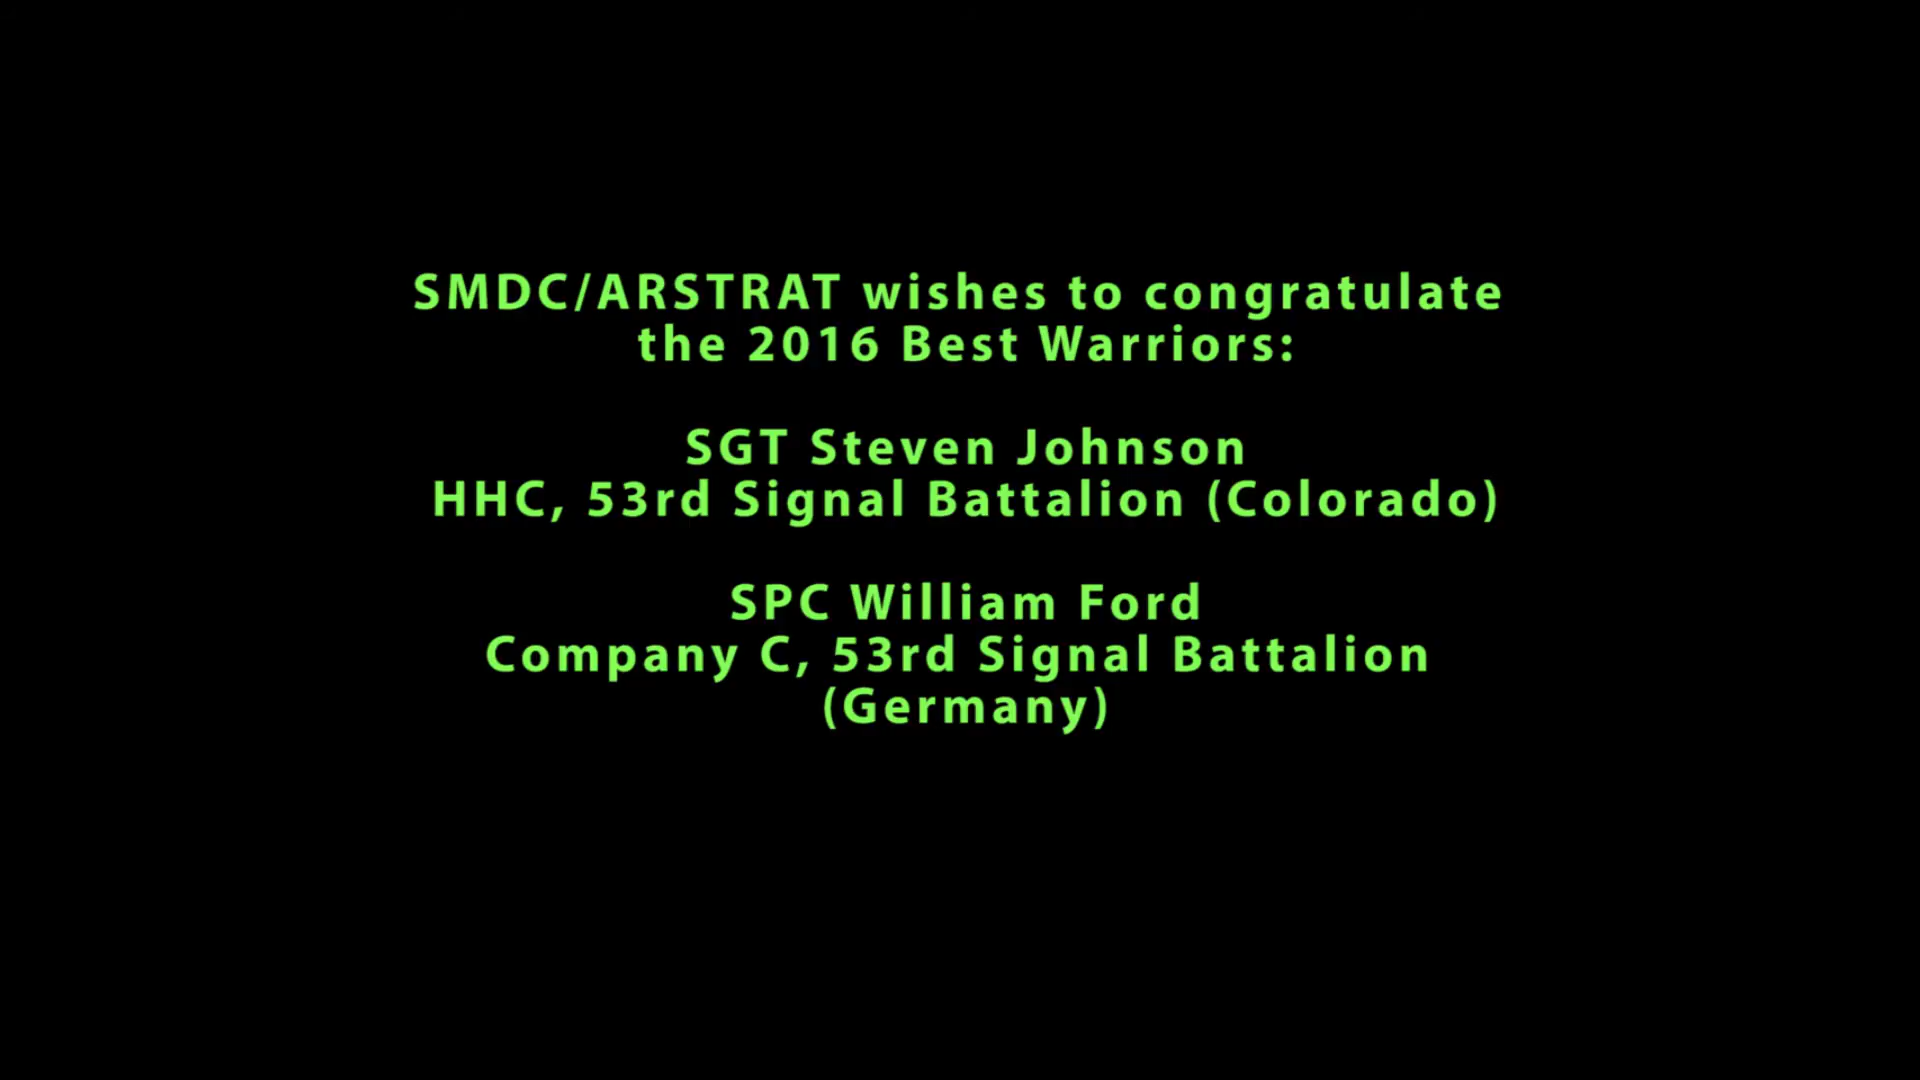 SMDC/ARSTRAT wishes to congratulate
the 2016 Best Warriors:
SGT Steven Johnson
HHC, 53rd Signal Battalion (Colorado)
SPC William Ford
Company C, 53rd Signal Battalion
(Germany)